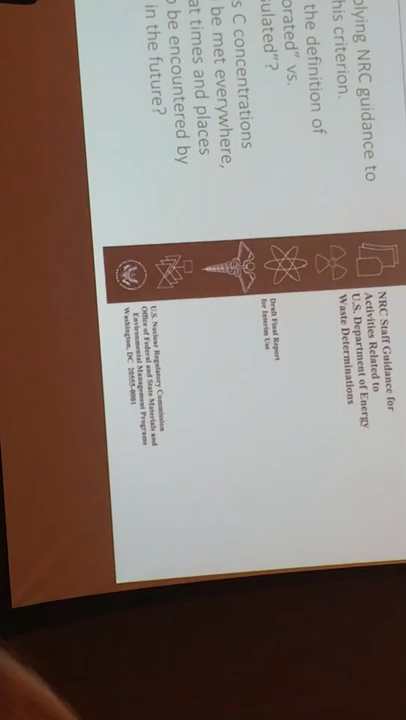 plying NRC guidance to
his criterion.
the definition of
orated" vs.
sulated"?
s C concentrations
be met everywhere,
at times and places
o be encountered by
in the future?
NRC Staff Guidance for
Activities Related to
U.S. Department of Energy
Waste Determinations
Draft Final Report
for Interim Use
U.S. Nuclear Regulatory Commission
Office of Federal and State Materials and
Environmental Management Programs
Washington, DC 20555-0001